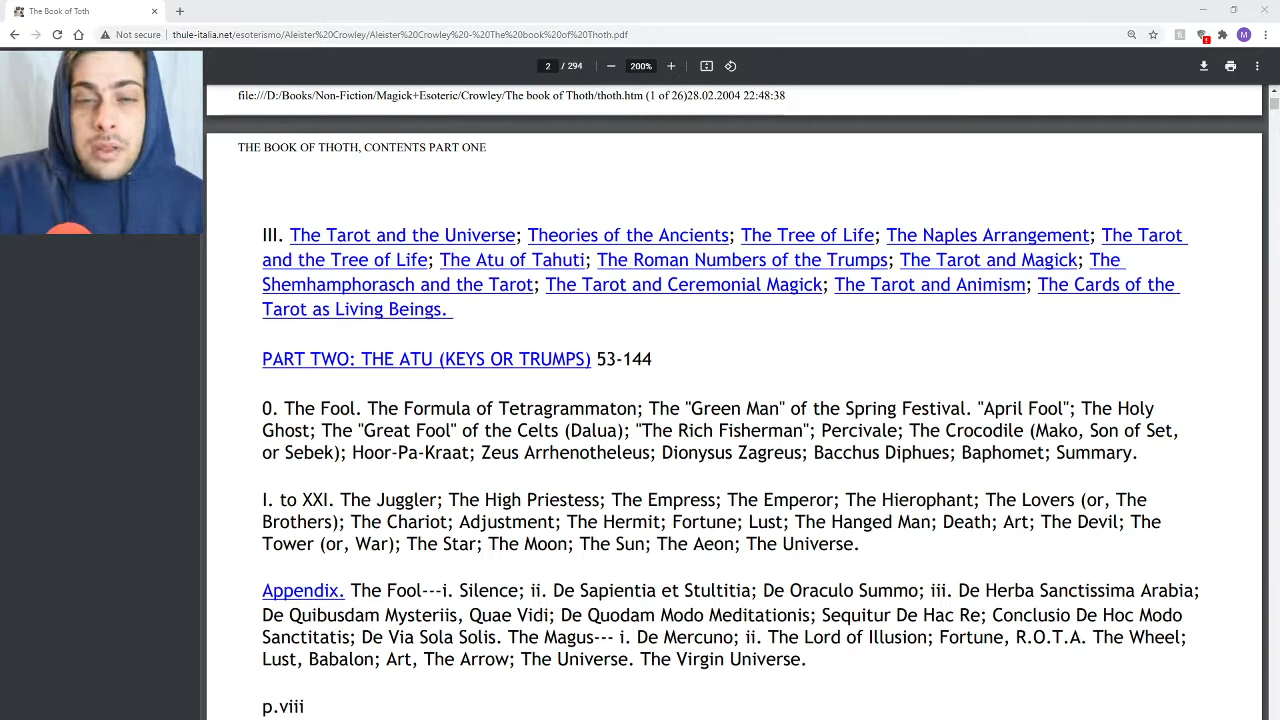 The Book of Toth
Not secure
thule-italia.net/esoterismo/Aleister%20Crowley/Aleister%20Crowley%20-%20The%20book%20of%20Thoth.pdf
M
2 / 294
200%
file:///D:/Books/Non-Fiction/Magick+Esoteric/Crowley/The book of Thoth/thoth.htm (1 of 26)28.02.2004 22:48:38
THE BOOK OF THOTH, CONTENTS PART ONE
III. The Tarot and the Universe; Theories of the Ancients; The Tree of Life; The Naples Arrangement; The Tarot
and the Tree of Life; The Atu of Tahuti; The Roman Numbers of the Trumps; The Tarot and Magick; The
Shemhamphorasch and the Tarot; The Tarot and Ceremonial Magick; The Tarot and Animism; The Cards of the
Tarot as Living Beings.
PART TWO: THE ATU (KEYS OR TRUMPS) 53-144
0. The Fool. The Formula of Tetragrammaton; The "Green Man" of the Spring Festival. "April Fool"; The Holy
Ghost; The "Great Fool" of the Celts (Dalua); "The Rich Fisherman"; Percivale; The Crocodile (Mako, Son of Set,
or Sebek); Hoor-Pa-Kraat; Zeus Arrhenotheleus; Dionysus Zagreus; Bacchus Diphues; Baphomet; Summary.
I. to XXI. The Juggler; The High Priestess; The Empress; The Emperor; The Hierophant; The Lovers (or, The
Brothers); The Chariot; Adjustment; The Hermit; Fortune; Lust; The Hanged Man; Death; Art; The Devil; The
Tower (or, War); The Star; The Moon; The Sun; The Aeon; The Universe.
Appendix. The Fool---i. Silence; ii. De Sapientia et Stultitia; De Oraculo Summo; iii. De Herba Sanctissima Arabia;
De Quibusdam Mysteriis, Quae Vidi; De Quodam Modo Meditationis; Sequitur De Hac Re; Conclusio De Hoc Modo
Sanctitatis; De Via Sola Solis. The Magus--- i. De Mercuno; ii. The Lord of Illusion; Fortune, R.O.T.A. The Wheel;
Lust, Babalon; Art, The Arrow; The Universe. The Virgin Universe.
p.viii